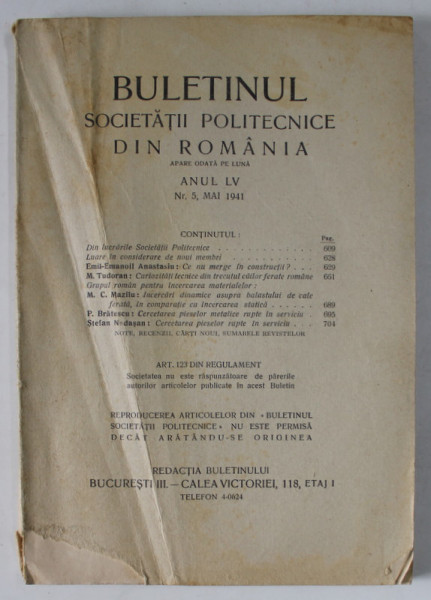 BULETINUL
SOCIETĂȚII POLITECNICE
DIN ROMÂNIA
APARE ODATĂ PE LUNĂ
ANUL LV
Nr. 5, MAI 1941
CONȚINUTUL:
Pag.
Din lucrările Societății Politecnice . . . . . . . . . . . . 609
Luare în considerare de noui membri . . . . . . . . . . . 628
Emil-Emanoil Anastasiu: Ce nu merge în construcții? . . . 629
M. Tudoran: Curiozități tecnice din trecutul căilor ferate române 661
Grupul român pentru încercarea materialelor:
M. C. Mazilu: Încercări dinamice asupra balastului de cale
ferată, în comparație cu încercarea statică . . . . . . 689
P. Brătescu: Cercetarea pieselor metalice rupte în serviciu . . 695
Ștefan Nădășan: Cercetarea pieselor rupte în serviciu . . 704
NOTE, RECENZII, CĂRȚI NOUI, SUMARELE REVISTELOR
ART. 123 DIN REGULAMENT
Societatea nu este răspunzătoare de părerile
autorilor articolelor publicate în acest Buletin
REPRODUCEREA ARTICOLELOR DIN « BULETINUL
SOCIETĂȚII POLITECNICE » NU ESTE PERMISĂ
DECÂT ARĂTÂNDU-SE ORIGINEA
REDACȚIA BULETINULUI
BUCUREȘTI III. — CALEA VICTORIEI, 118, ETAJ I
TELEFON 4-0624